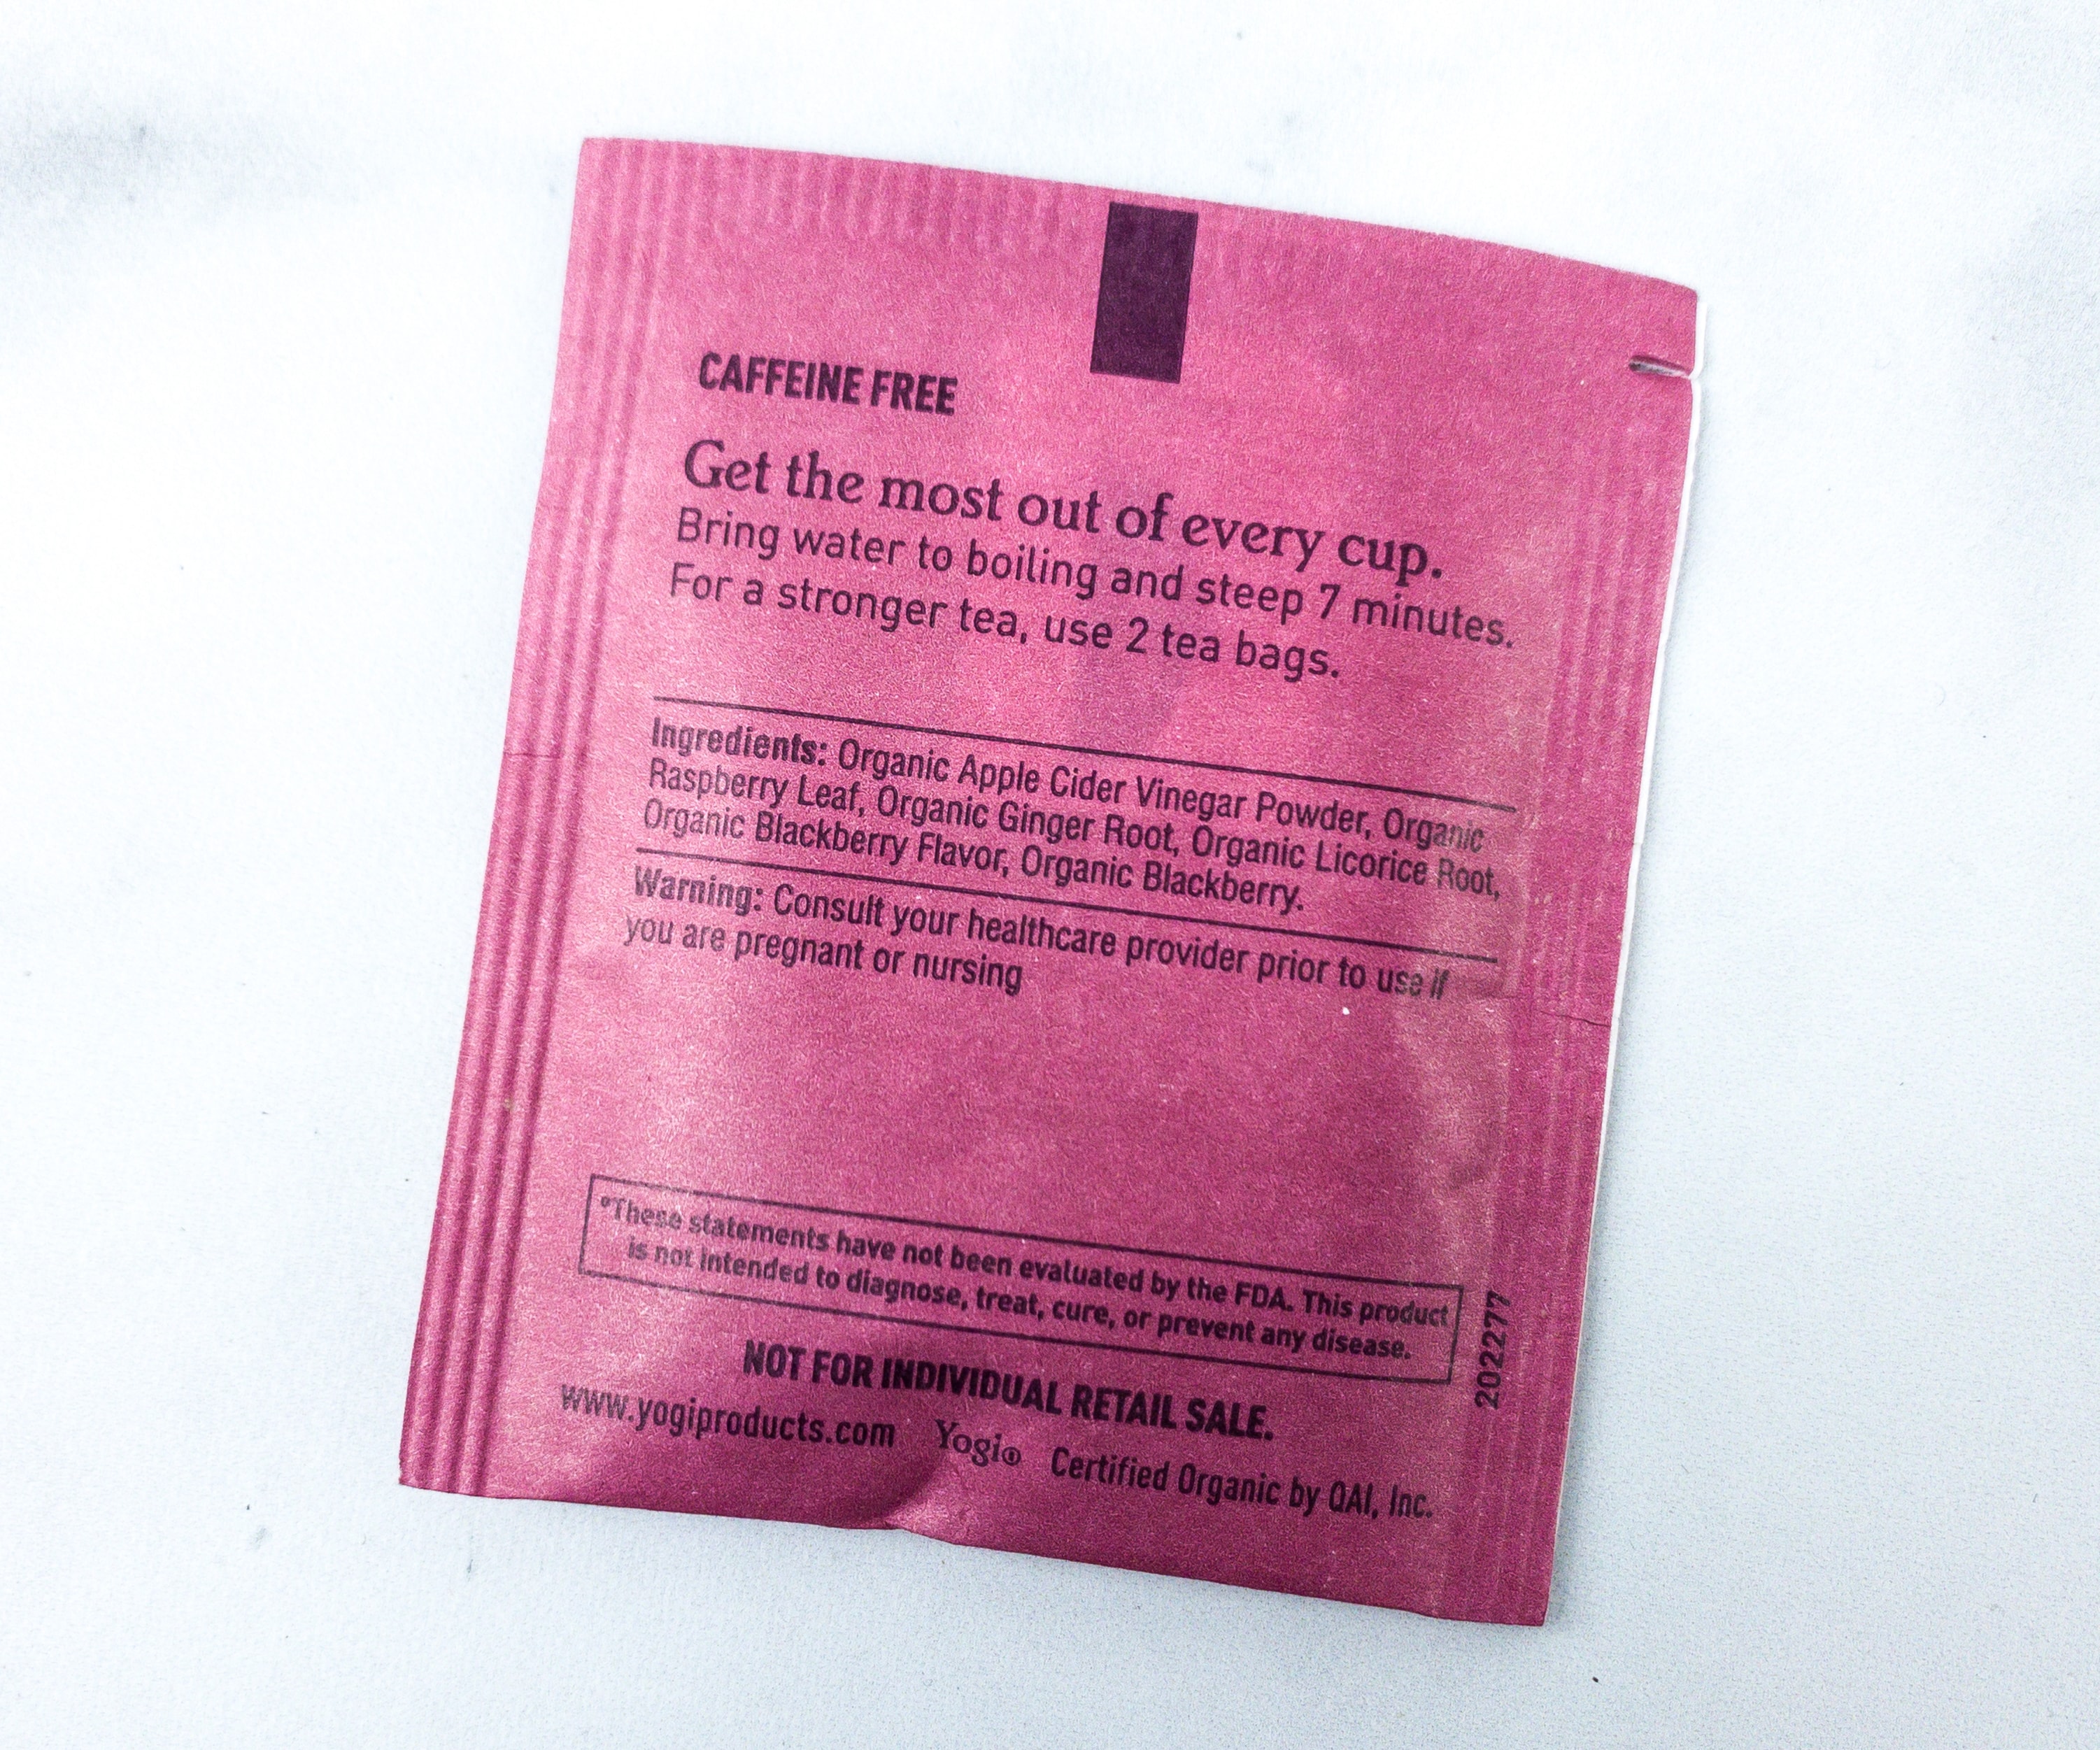 CAFFEINE FREE
Get the most out of every cup.
Bring water to boiling and steep 7 minutes.
For a stronger tea, use 2 tea bags.
Ingredients: Organic Apple Cider Vinegar Powder, Organic
Raspberry Leaf, Organic Ginger Root, Organic Licorice Root,
Organic Blackberry Flavor, Organic Blackberry.
Warning: Consult your healthcare provider prior to use if
you are pregnant or nursing
*These statements have not been evaluated by the FDA. This product
is not intended to diagnose, treat, cure, or prevent any disease.
202277
NOT FOR INDIVIDUAL RETAIL SALE.
www.yogiproducts.com Yogi® Certified Organic by QAI, Inc.